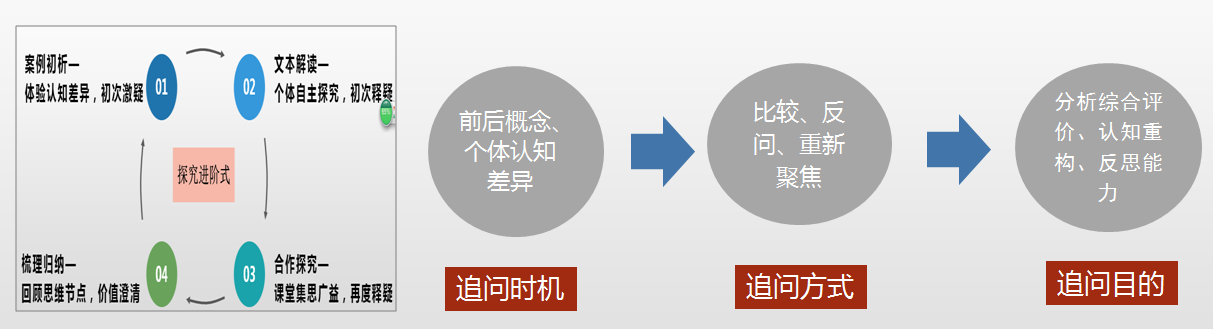 案例初析—
体验认知差异，初次激疑
01
02
文本解读—
个体自主探究，初次释疑
探究进阶式
梳理归纳—
回顾思维节点，价值澄清
04
03
合作探究—
课堂集思广益，再度释疑
前后概念、
个体认知
差异
追问时机
比较、反
问、重新
聚焦
追问方式
分析综合评
价、认知重
构、反思能
力
追问目的